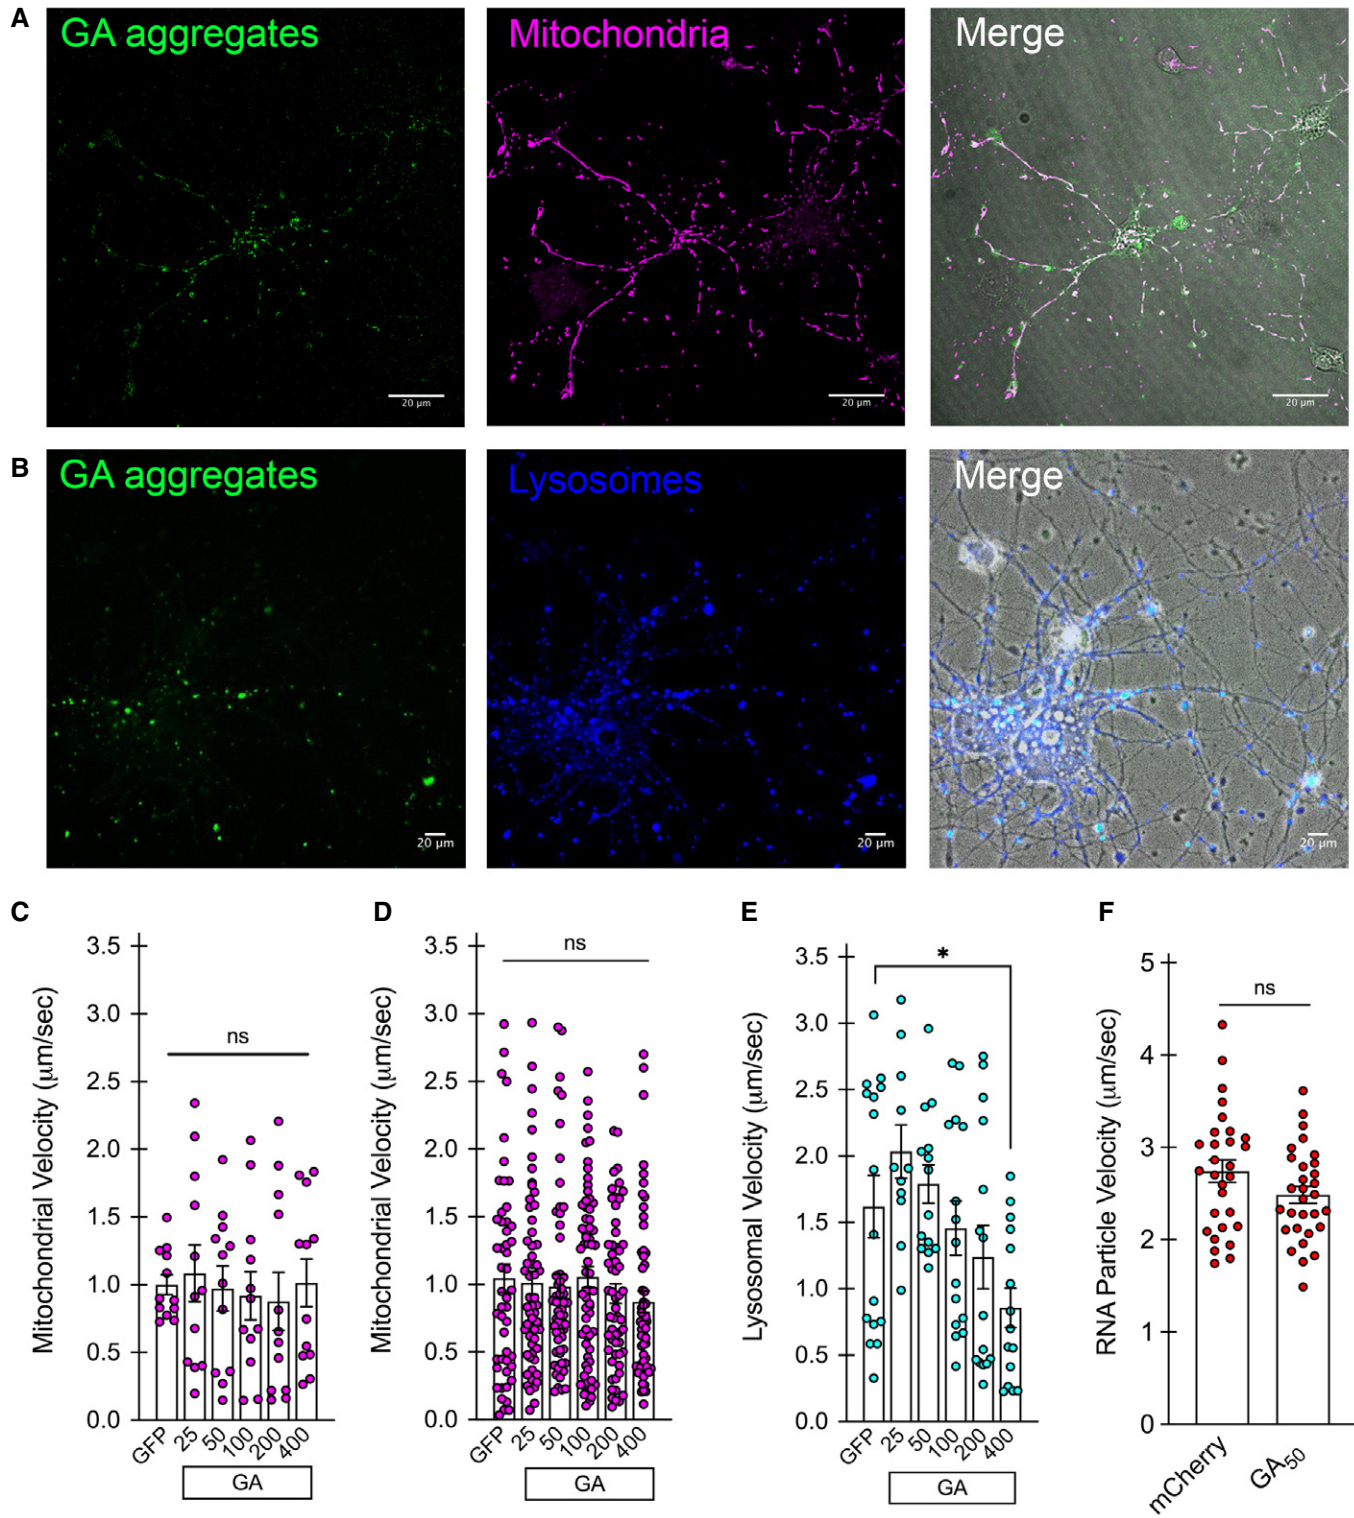 A
GA aggregates
Mitochondria
Merge
20 μm
20 μm
20 μm
B
GA aggregates
Lysosomes
Merge
20 μm
20 μm
20 μm
C
Mitochondrial Velocity (μm/sec)
3.5
3.0
2.5
2.0
1.5
1.0
0.5
0.0
ns
GFP 25 50 100 200 400
GA
D
Mitochondrial Velocity (μm/sec)
3.5
3.0
2.5
2.0
1.5
1.0
0.5
0.0
ns
GFP 25 50 100 200 400
GA
E
Lysosomal Velocity (μm/sec)
3.5
3.0
2.5
2.0
1.5
1.0
0.5
0.0
*
GFP 25 50 100 200 400
GA
F
RNA Particle Velocity (μm/sec)
5
4
3
2
1
0
ns
mCherry GA₅₀